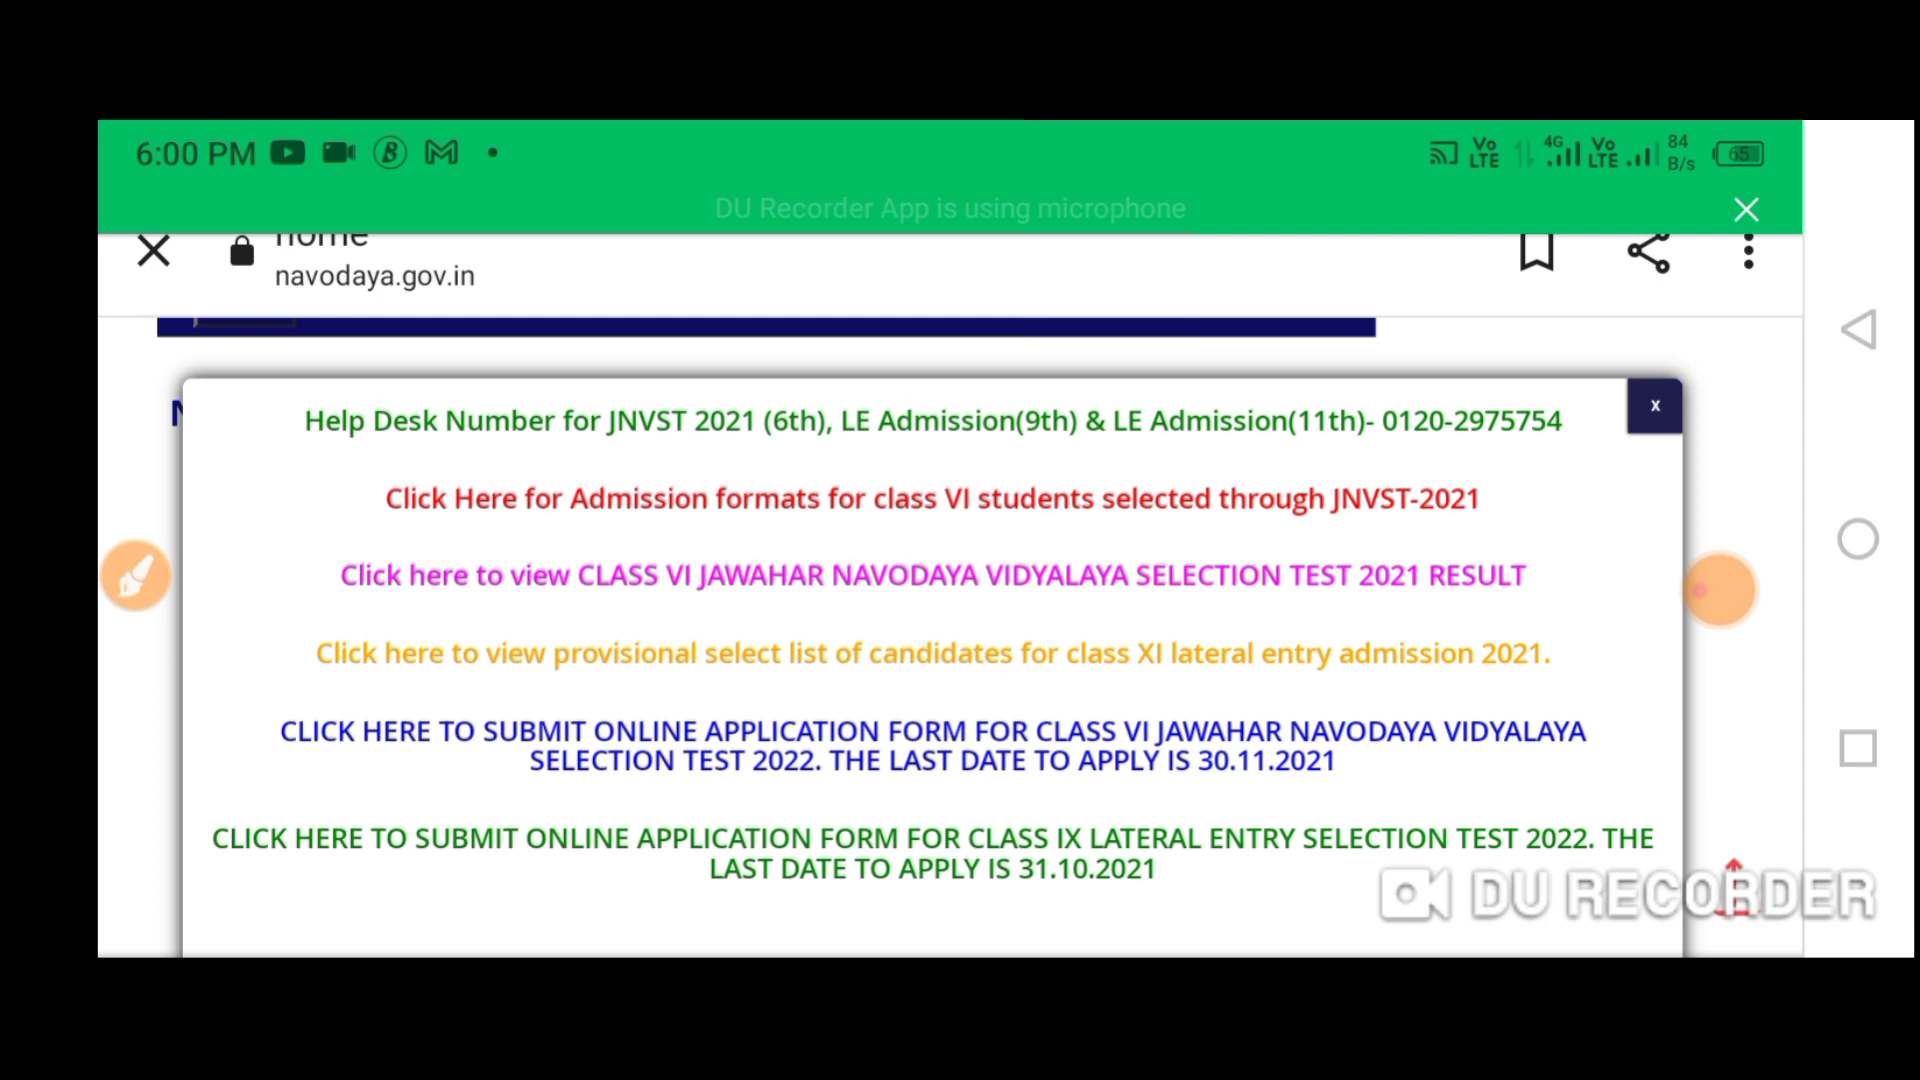 6:00 PM
4G
Vo LTE
Vo LTE
84 B/s
65
DU Recorder App is using microphone
home
navodaya.gov.in
x
Help Desk Number for JNVST 2021 (6th), LE Admission(9th) & LE Admission(11th)- 0120-2975754
Click Here for Admission formats for class VI students selected through JNVST-2021
Click here to view CLASS VI JAWAHAR NAVODAYA VIDYALAYA SELECTION TEST 2021 RESULT
Click here to view provisional select list of candidates for class XI lateral entry admission 2021.
CLICK HERE TO SUBMIT ONLINE APPLICATION FORM FOR CLASS VI JAWAHAR NAVODAYA VIDYALAYA
SELECTION TEST 2022. THE LAST DATE TO APPLY IS 30.11.2021
CLICK HERE TO SUBMIT ONLINE APPLICATION FORM FOR CLASS IX LATERAL ENTRY SELECTION TEST 2022. THE
LAST DATE TO APPLY IS 31.10.2021
DU RECORDER